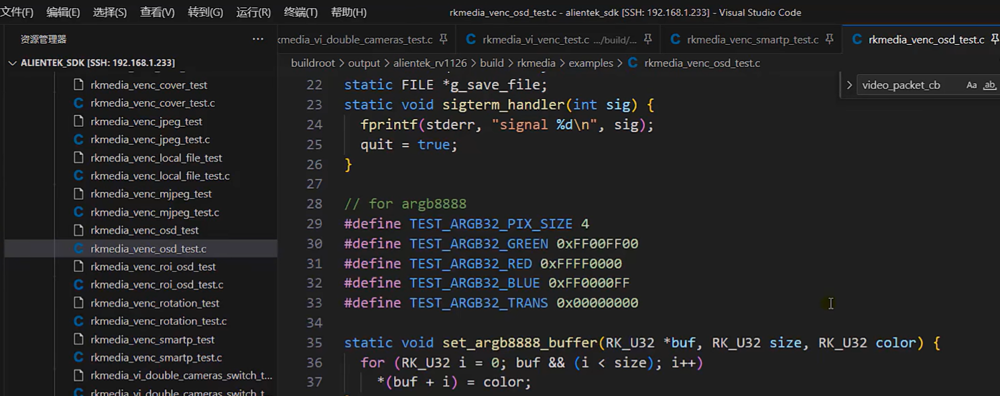 文件(F) 编辑(E) 选择(S) 查看(V) 转到(G) 运行(R) 终端(T) 帮助(H) rkmedia_venc_osd_test.c - alientek_sdk [SSH: 192.168.1.233] - Visual Studio Code
资源管理器 ···
rkmedia_vi_double_cameras_test.c C rkmedia_vi_venc_test.c .../build/... C rkmedia_venc_smartp_test.c C rkmedia_venc_osd_test.c
ALIENTEK_SDK [SSH: 192.168.1.233]
rkmedia_venc_cover_test
C rkmedia_venc_cover_test.c
rkmedia_venc_jpeg_test
C rkmedia_venc_jpeg_test.c
rkmedia_venc_local_file_test
C rkmedia_venc_local_file_test.c
rkmedia_venc_mjpeg_test
C rkmedia_venc_mjpeg_test.c
rkmedia_venc_osd_test
C rkmedia_venc_osd_test.c
rkmedia_venc_roi_osd_test
C rkmedia_venc_roi_osd_test.c
rkmedia_venc_rotation_test
C rkmedia_venc_rotation_test.c
rkmedia_venc_smartp_test
C rkmedia_venc_smartp_test.c
rkmedia_vi_double_cameras_switch_t...
C rkmedia_vi_double_cameras_switch_t...
buildroot > output > alientek_rv1126 > build > rkmedia > examples > C rkmedia_venc_osd_test.c
video_packet_cb Aa ab
22 static FILE *g_save_file;
23 static void sigterm_handler(int sig) {
24 fprintf(stderr, "signal %d\n", sig);
25 quit = true;
26 }
27
28 // for argb8888
29 #define TEST_ARGB32_PIX_SIZE 4
30 #define TEST_ARGB32_GREEN 0xFF00FF00
31 #define TEST_ARGB32_RED 0xFFFF0000
32 #define TEST_ARGB32_BLUE 0xFF0000FF
33 #define TEST_ARGB32_TRANS 0x00000000
34
35 static void set_argb8888_buffer(RK_U32 *buf, RK_U32 size, RK_U32 color) {
36 for (RK_U32 i = 0; buf && (i < size); i++)
37 *(buf + i) = color;